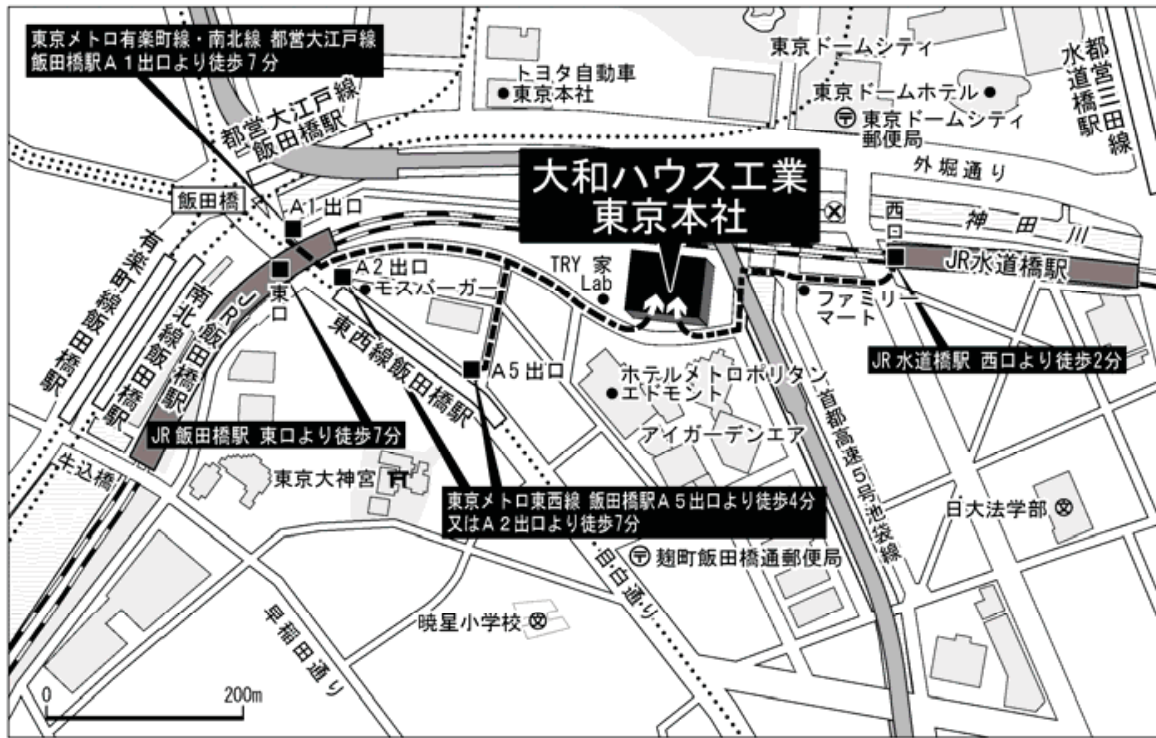 東京メトロ有楽町線・南北線 都営大江戸線
飯田橋駅A1出口より徒歩7分
トヨタ自動車
東京本社
東京ドームシティ
東京ドームホテル
〒東京ドームシティ
郵便局
都営三田線
水道橋駅
都営大江戸線
飯田橋駅
外堀通り
大和ハウス工業
東京本社
飯田橋
A1出口
西口
神田川
JR水道橋駅
有楽町線飯田橋駅
南北線飯田橋駅
JR飯田橋駅
東口
A2出口
モスバーガー
TRY家
Lab
ファミリー
マート
東西線飯田橋駅
A5出口
JR水道橋駅 西口より徒歩2分
ホテルメトロポリタン
エドモント
アイガーデンエア
首都高速5号池袋線
JR飯田橋駅 東口より徒歩7分
牛込橋
東京大神宮
東京メトロ東西線 飯田橋駅A5出口より徒歩4分
又はA2出口より徒歩7分
日大法学部
〒麹町飯田橋通郵便局
目白通り
暁星小学校
早稲田通り
0 200m